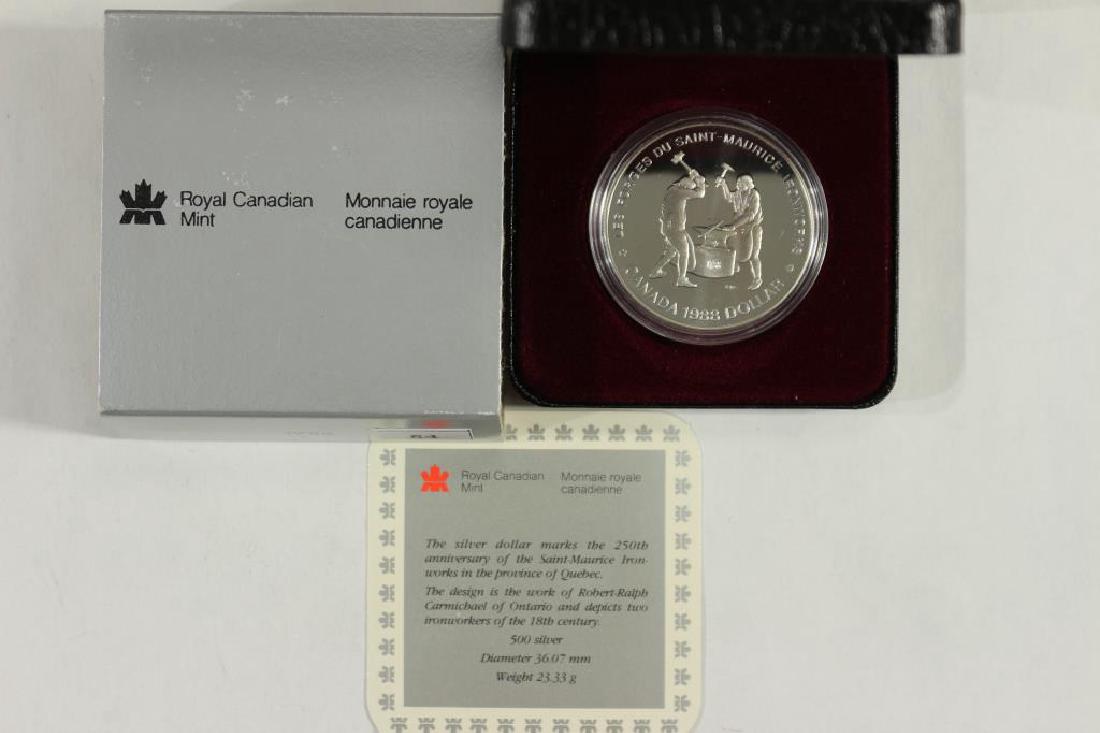 Royal Canadian Mint
Monnaie royale canadienne
LES FORGES DU SAINT-MAURICE IRONWORKS
CANADA 1988 DOLLAR
Royal Canadian Mint
Monnaie royale canadienne
The silver dollar marks the 250th
anniversary of the Saint-Maurice Iron-
works in the province of Quebec.
The design is the work of Robert-Ralph
Carmichael of Ontario and depicts two
ironworkers of the 18th century.
500 silver
Diameter 36.07 mm
Weight 23.33 g